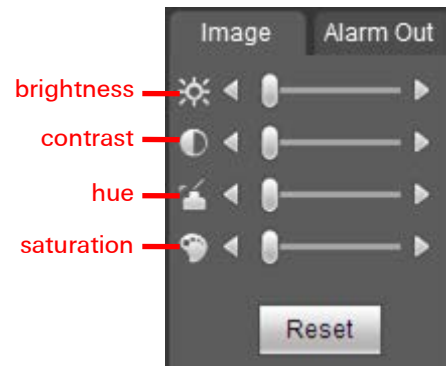 Image Alarm Out
brightness
contrast
hue
saturation
Reset